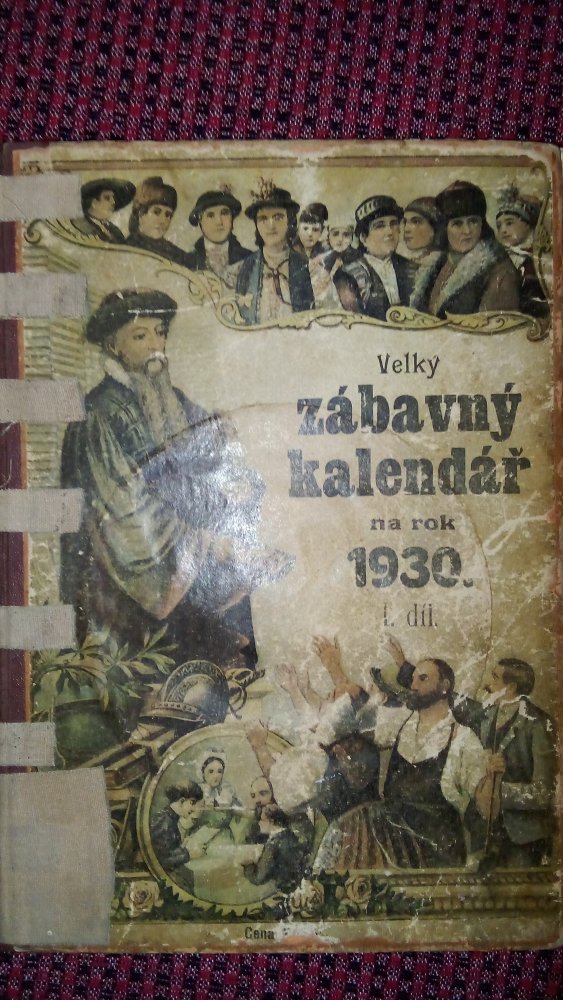 Velký
zábavný
kalendář
na rok
1930.
I. díl.
Cena